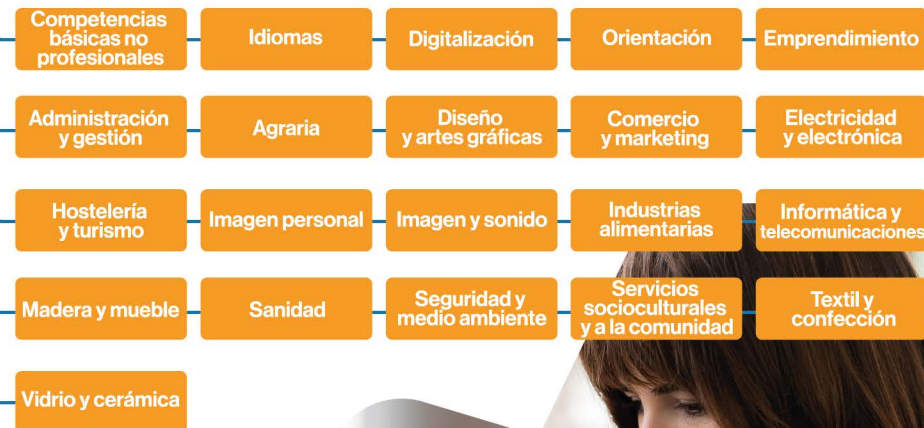 Competencias
básicas no
profesionales
Idiomas
Digitalización
Orientación
Emprendimiento
Administración
y gestión
Agraria
Diseño
y artes gráficas
Comercio
y marketing
Electricidad
y electrónica
Hostelería
y turismo
Imagen personal
Imagen y sonido
Industrias
alimentarias
Informática y
telecomunicaciones
Madera y mueble
Sanidad
Seguridad y
medio ambiente
Servicios
socioculturales
y a la comunidad
Textil y
confección
Vidrio y cerámica